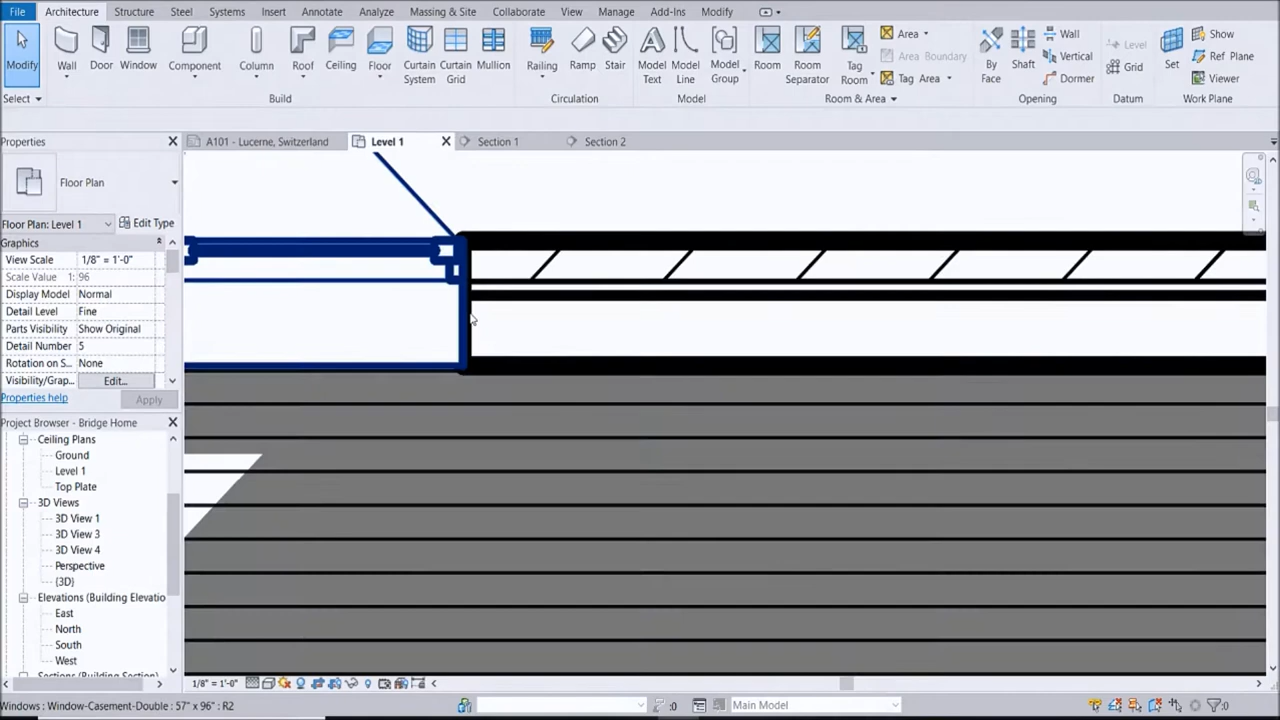 File Architecture Structure Steel Systems Insert Annotate Analyze Massing & Site Collaborate View Manage Add-Ins Modify
Modify Wall Door Window Component Column Roof Ceiling Floor Curtain System Curtain Grid Mullion Railing Ramp Stair Model Text Model Line Model Group Room Room Separator Tag Room Area Area Boundary Tag Area By Face Shaft Wall Vertical Dormer Level Grid Set Show Ref Plane Viewer
Select Build Circulation Model Room & Area Opening Datum Work Plane
Properties
A101 - Lucerne, Switzerland Level 1 Section 1 Section 2
Floor Plan
Floor Plan: Level 1 Edit Type
Graphics
View Scale 1/8" = 1'-0"
Scale Value 1: 96
Display Model Normal
Detail Level Fine
Parts Visibility Show Original
Detail Number 5
Rotation on S... None
Visibility/Grap... Edit...
Properties help Apply
Project Browser - Bridge Home
Ceiling Plans
Ground
Level 1
Top Plate
3D Views
3D View 1
3D View 3
3D View 4
Perspective
{3D}
Elevations (Building Elevatio
East
North
South
West
Sections (Building Section)
1/8" = 1'-0"
Windows : Window-Casement-Double : 57" x 96" : R2 :0 Main Model :0